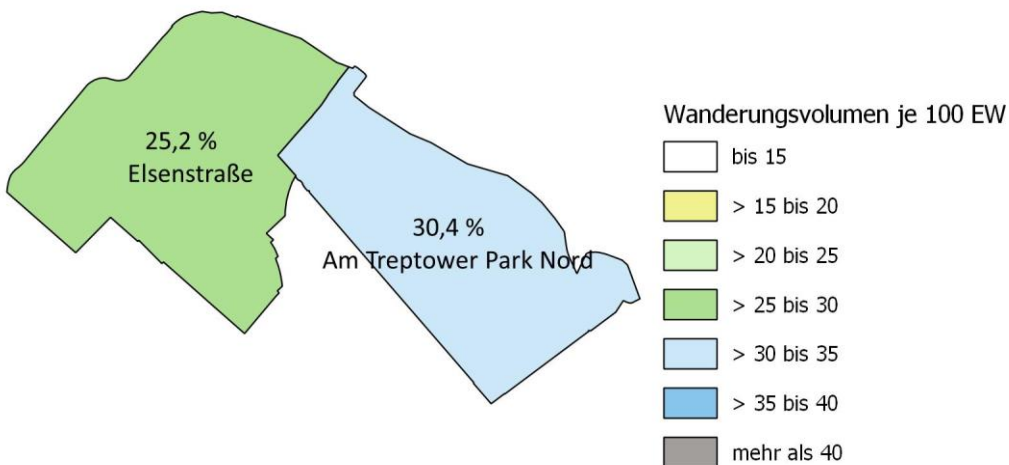 25,2 %
Elsenstraße
30,4 %
Am Treptower Park Nord
Wanderungsvolumen je 100 EW
bis 15
> 15 bis 20
> 20 bis 25
> 25 bis 30
> 30 bis 35
> 35 bis 40
mehr als 40